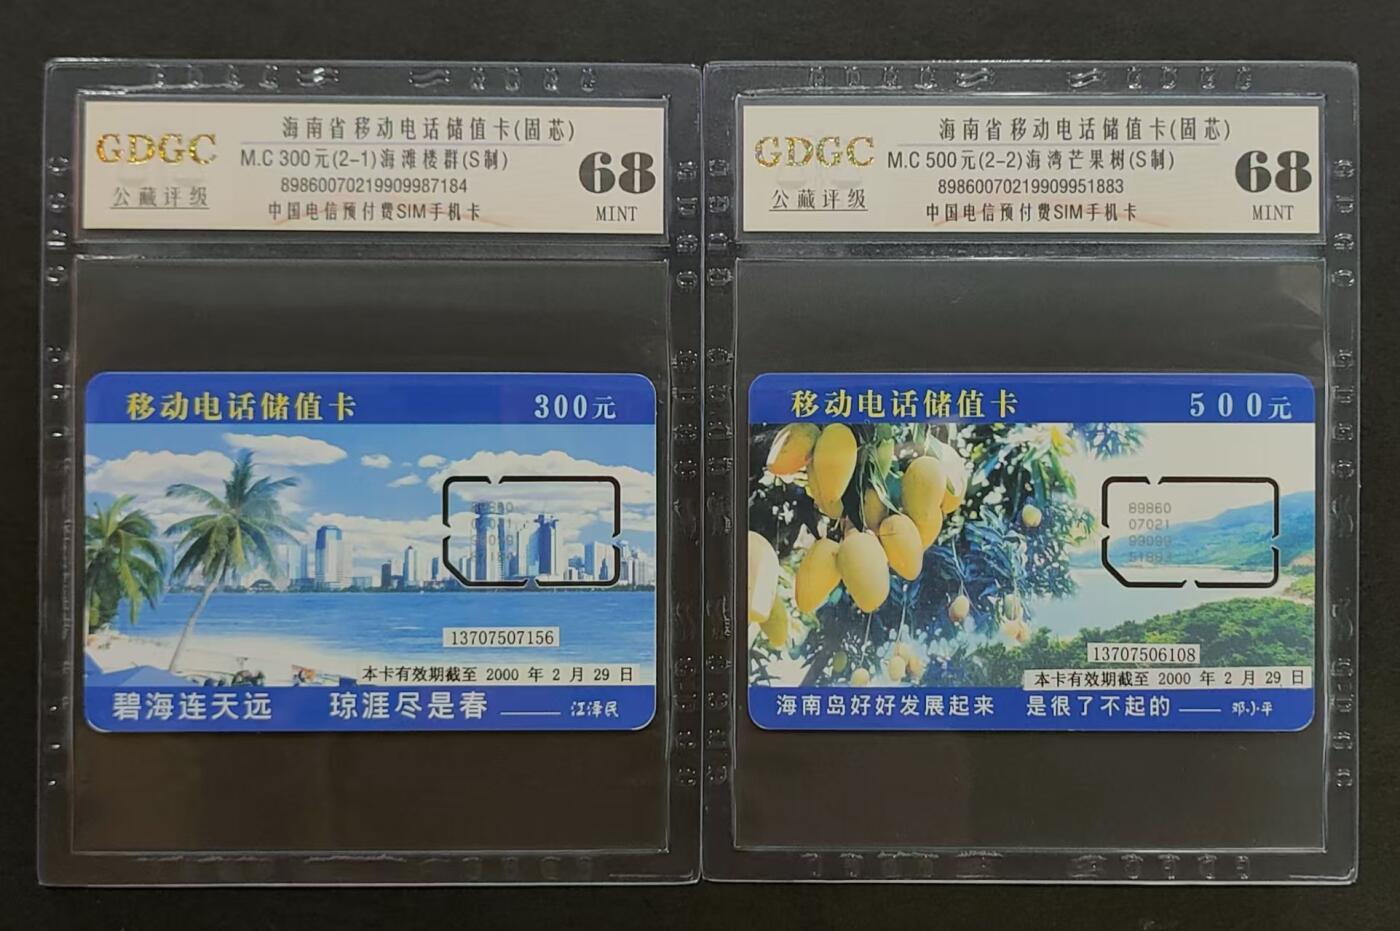 GDGC
公藏评级
海南省移动电话储值卡(固芯)
M.C 300元(2-1)海滩楼群(S制)
89860070219909987184
中国电信预付费SIM手机卡
68
MINT
移动电话储值卡 300元
13707507156
本卡有效期截至 2000 年 2 月 29 日
碧海连天远 琼涯尽是春 —— 江泽民
GDGC
公藏评级
海南省移动电话储值卡(固芯)
M.C 500元(2-2)海湾芒果树(S制)
89860070219909951883
中国电信预付费SIM手机卡
68
MINT
移动电话储值卡 500元
89860
07021
99099
51883
13707506108
本卡有效期截至 2000 年 2 月 29 日
海南岛好好发展起来 是很了不起的 —— 邓小平